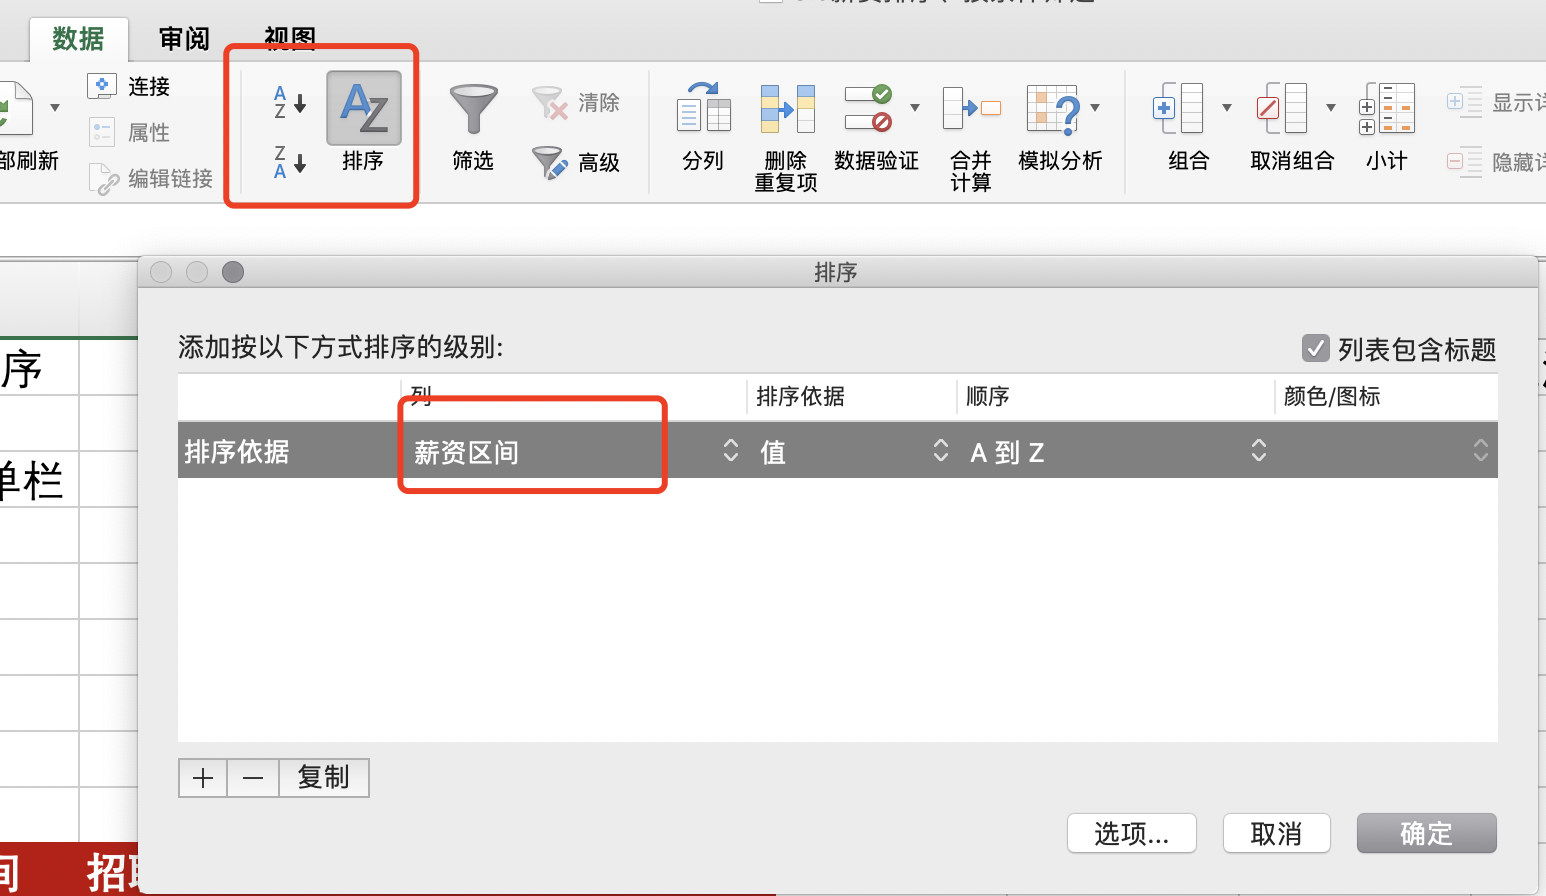 数据 审阅 视图
连接
属性
编辑链接
部刷新
A
Z
Z
A
AZ
排序
筛选
清除
高级
分列
删除
重复项
数据验证
合并
计算
?
模拟分析
组合
取消组合
小计
显示
隐藏
排序
序
单栏
添加按以下方式排序的级别:
列表包含标题
列 排序依据 顺序 颜色/图标
排序依据 薪资区间 值 A 到 Z
复制
选项... 取消 确定
间 招